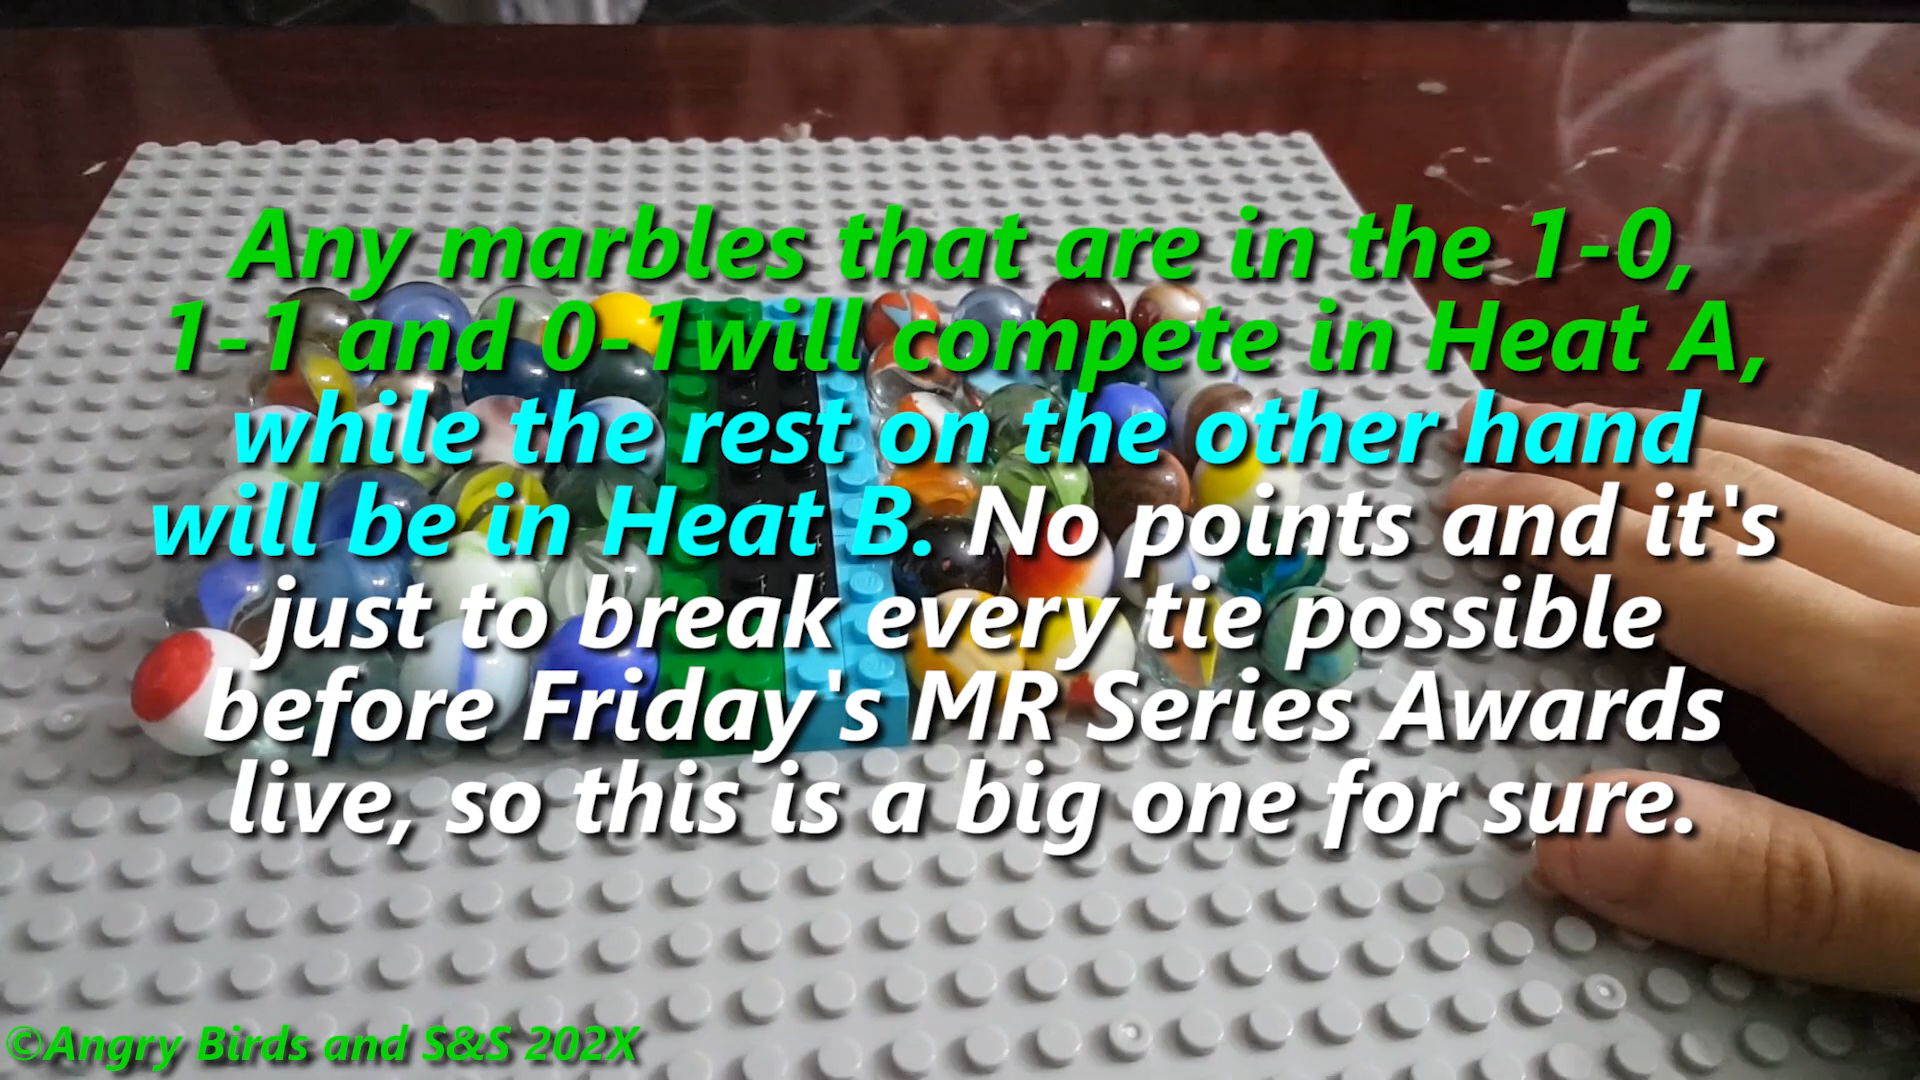 Any marbles that are in the 1-0,
1-1 and 0-1will compete in Heat A,
while the rest on the other hand
will be in Heat B. No points and it's
just to break every tie possible
before Friday's MR Series Awards
live, so this is a big one for sure.
©Angry Birds and S&S 202X